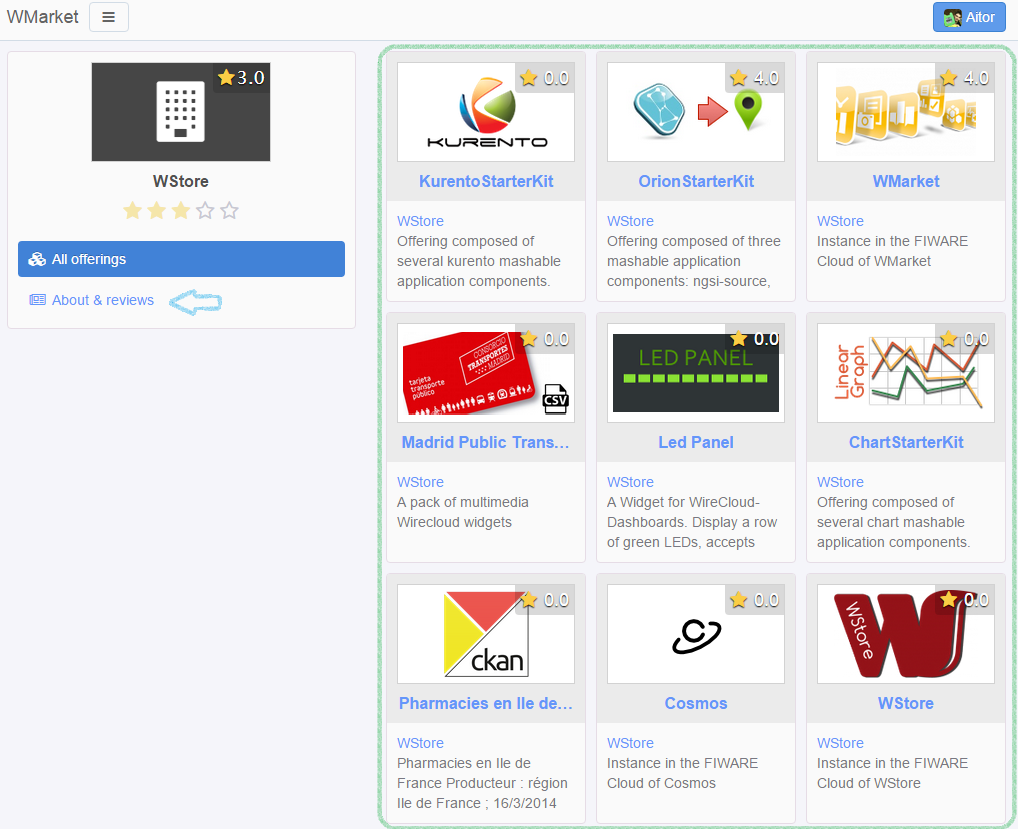 WMarket
Aitor
3.0
WStore
All offerings
About & reviews
0.0
KURENTO
KurentoStarterKit
WStore
Offering composed of
several kurento mashable
application components.
4.0
OrionStarterKit
WStore
Offering composed of three
mashable application
components: ngsi-source,
4.0
WMarket
WStore
Instance in the FIWARE
Cloud of WMarket
0.0
CONSORCIO
TRANSPORTES
MADRID
tarjeta
transporte
público
CSV
Madrid Public Trans...
WStore
A pack of multimedia
Wirecloud widgets
0.0
LED PANEL
Led Panel
WStore
A Widget for WireCloud-
Dashboards. Display a row
of green LEDs, accepts
0.0
Linear
Graph
ChartStarterKit
WStore
Offering composed of
several chart mashable
application components.
0.0
ckan
Pharmacies en Ile de...
WStore
Pharmacies en Ile de
France Producteur : région
Ile de France ; 16/3/2014
0.0
Cosmos
WStore
Instance in the FIWARE
Cloud of Cosmos
0.0
WStore
WS
WStore
WStore
Instance in the FIWARE
Cloud of WStore